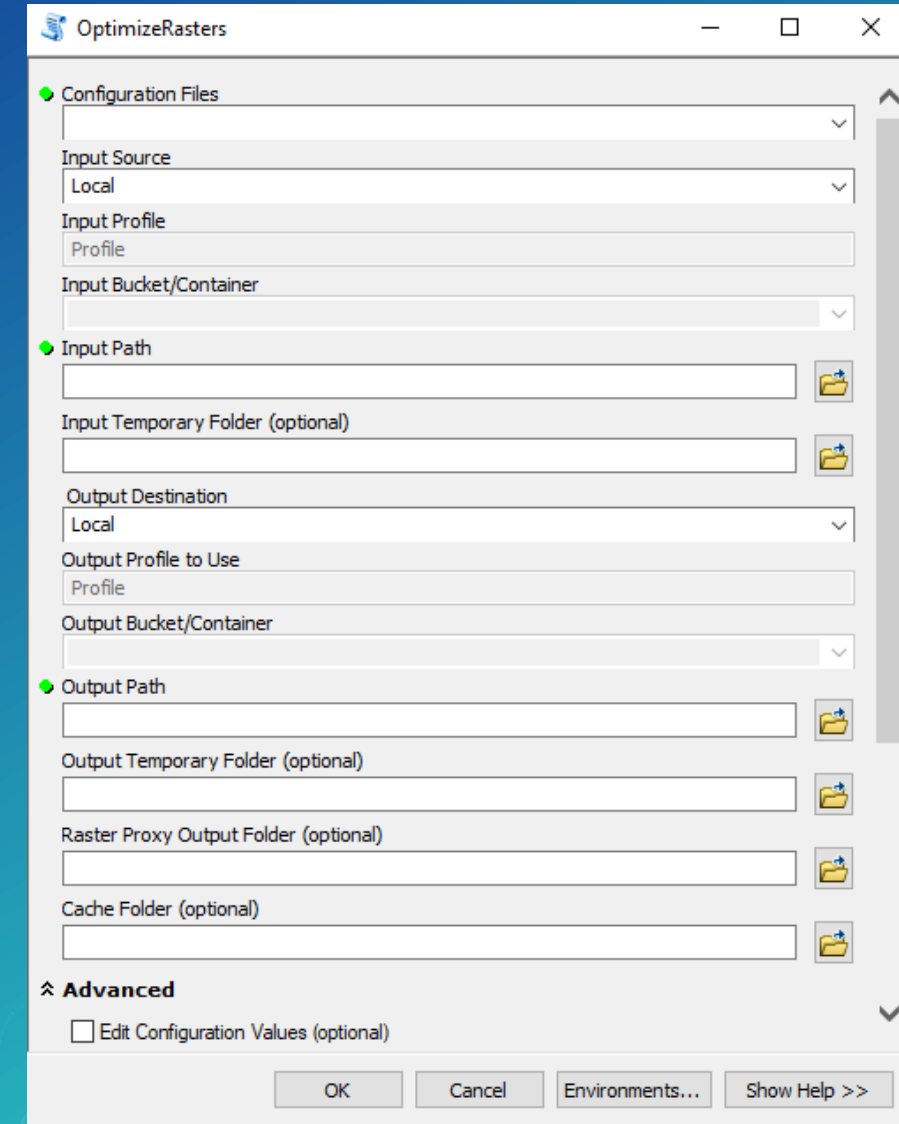 OptimizeRasters
Configuration Files
Input Source
Local
Input Profile
Profile
Input Bucket/Container
Input Path
Input Temporary Folder (optional)
Output Destination
Local
Output Profile to Use
Profile
Output Bucket/Container
Output Path
Output Temporary Folder (optional)
Raster Proxy Output Folder (optional)
Cache Folder (optional)
Advanced
Edit Configuration Values (optional)
OK Cancel Environments... Show Help >>